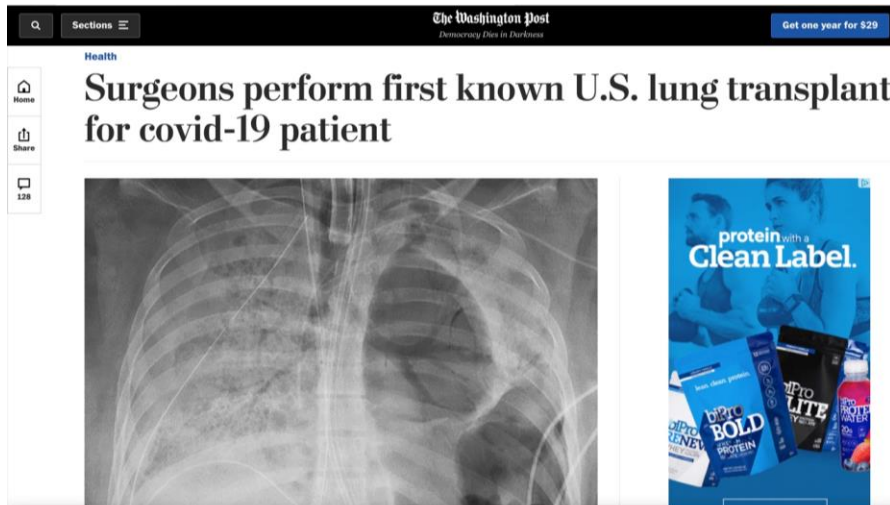 Sections
The Washington Post
Democracy Dies in Darkness
Get one year for $29
Home
Share
128
Health
Surgeons perform first known U.S. lung transplant
for covid-19 patient
protein with a
Clean Label.
lean. clean. protein.
biPro
BOLD
PROTEIN